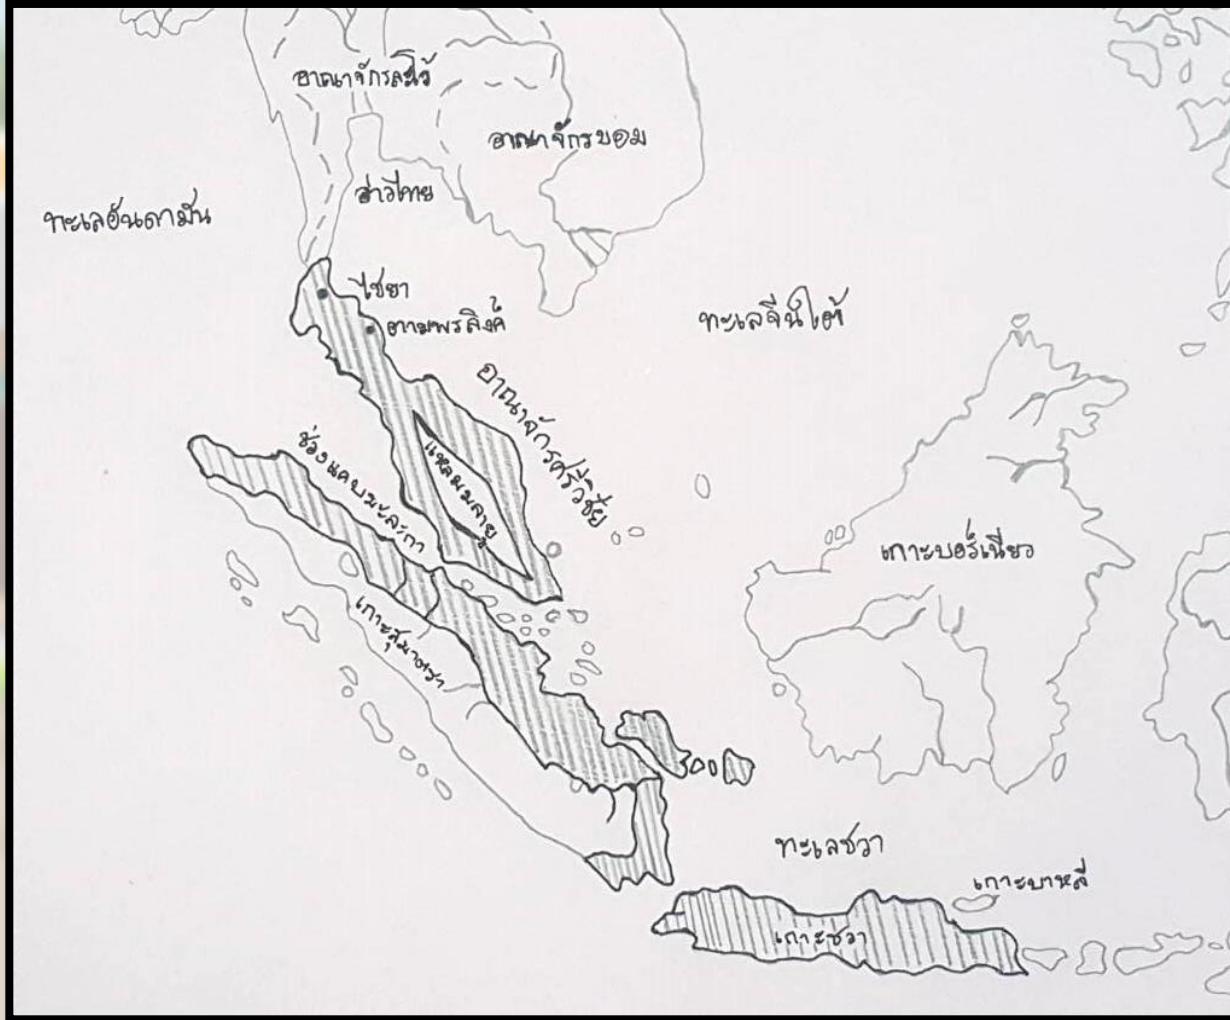 อาณาจักรละโว้
อาณาจักรขอม
อ่าวไทย
ทะเลอันดามัน
ไชยา
ตามพรลิงค์
ทะเลจีนใต้
อาณาจักรศรีวิชัย
ช่องแคบมะละกา
แหลมมลายู
เกาะบอร์เนียว
เกาะสุมาตรา
ทะเลชวา
เกาะบาหลี
เกาะชวา